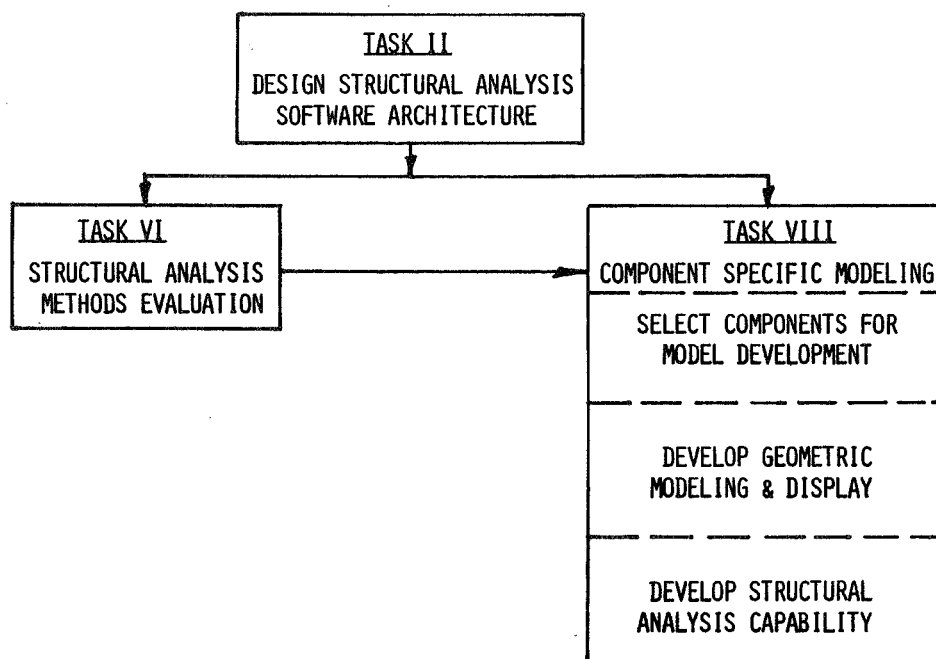 TASK II
DESIGN STRUCTURAL ANALYSIS
SOFTWARE ARCHITECTURE
TASK VI
STRUCTURAL ANALYSIS
METHODS EVALUATION
TASK VIII
COMPONENT SPECIFIC MODELING
SELECT COMPONENTS FOR
MODEL DEVELOPMENT
DEVELOP GEOMETRIC
MODELING & DISPLAY
DEVELOP STRUCTURAL
ANALYSIS CAPABILITY